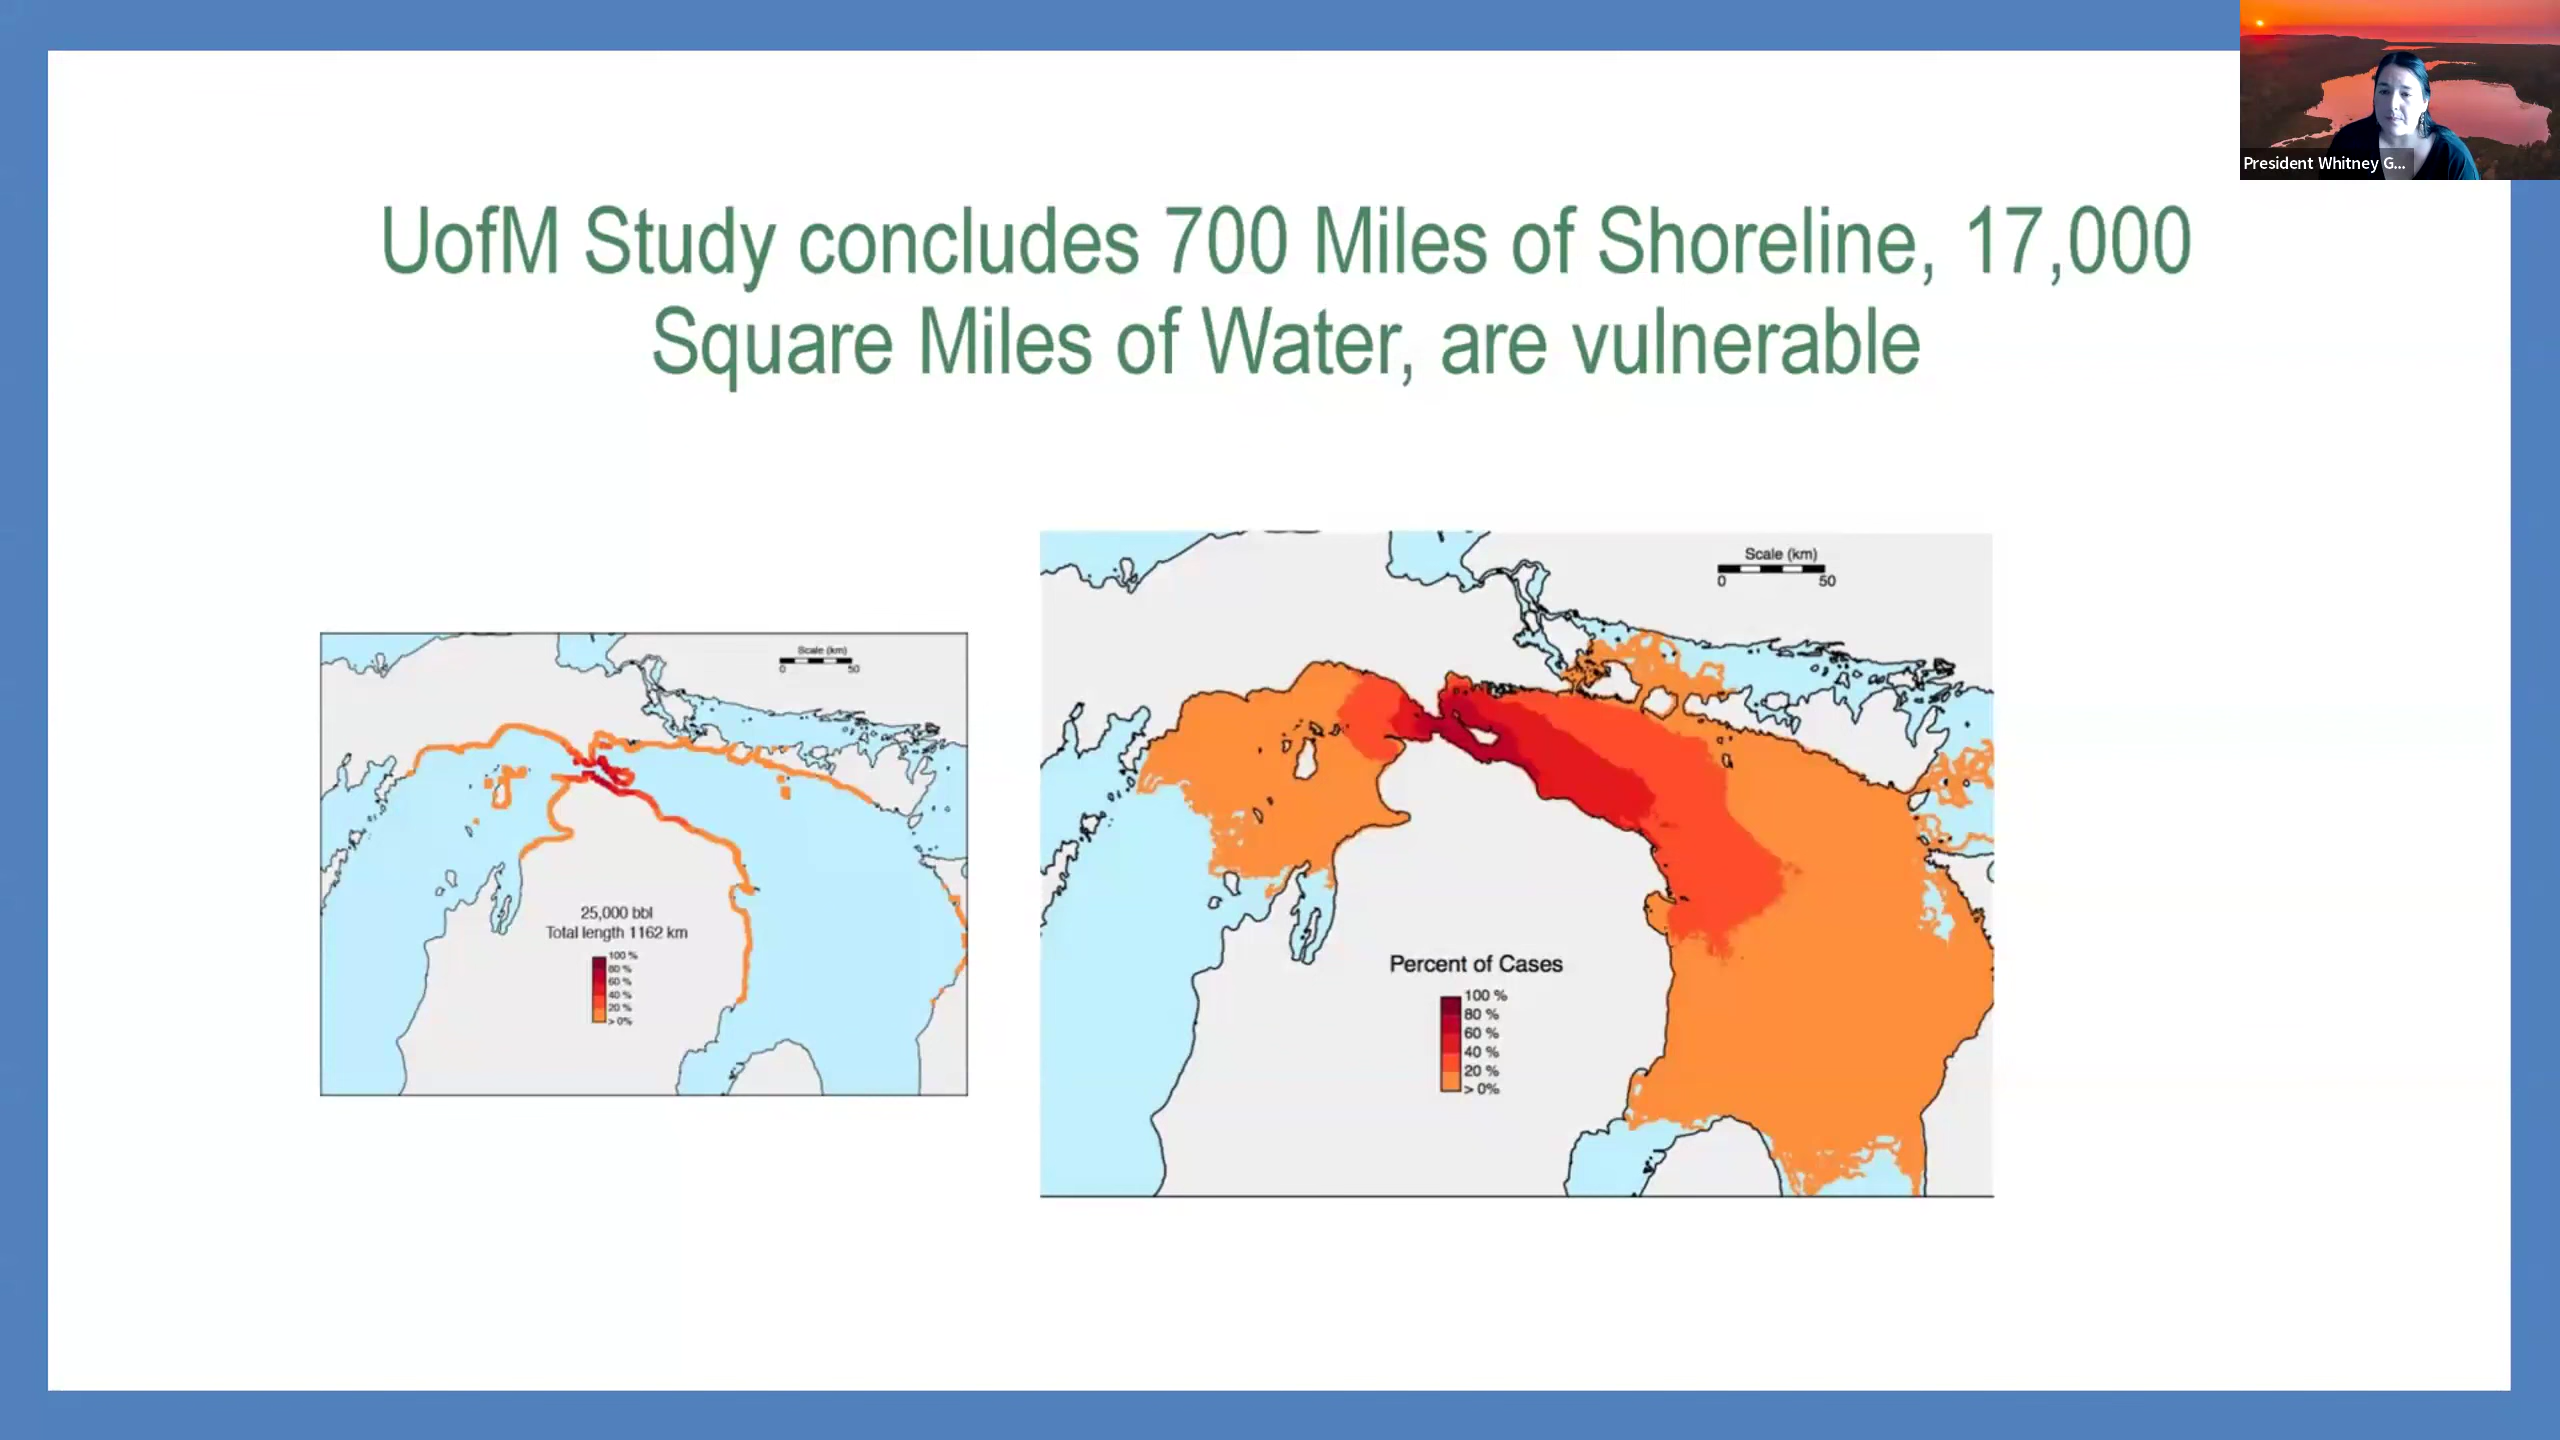 President Whitney G...
UofM Study concludes 700 Miles of Shoreline, 17,000
Square Miles of Water, are vulnerable
Scale (km)
0 50
25,000 bbl
Total length 1162 km
100 %
80 %
60 %
40 %
20 %
> 0%
Scale (km)
0 50
Percent of Cases
100 %
80 %
60 %
40 %
20 %
> 0%